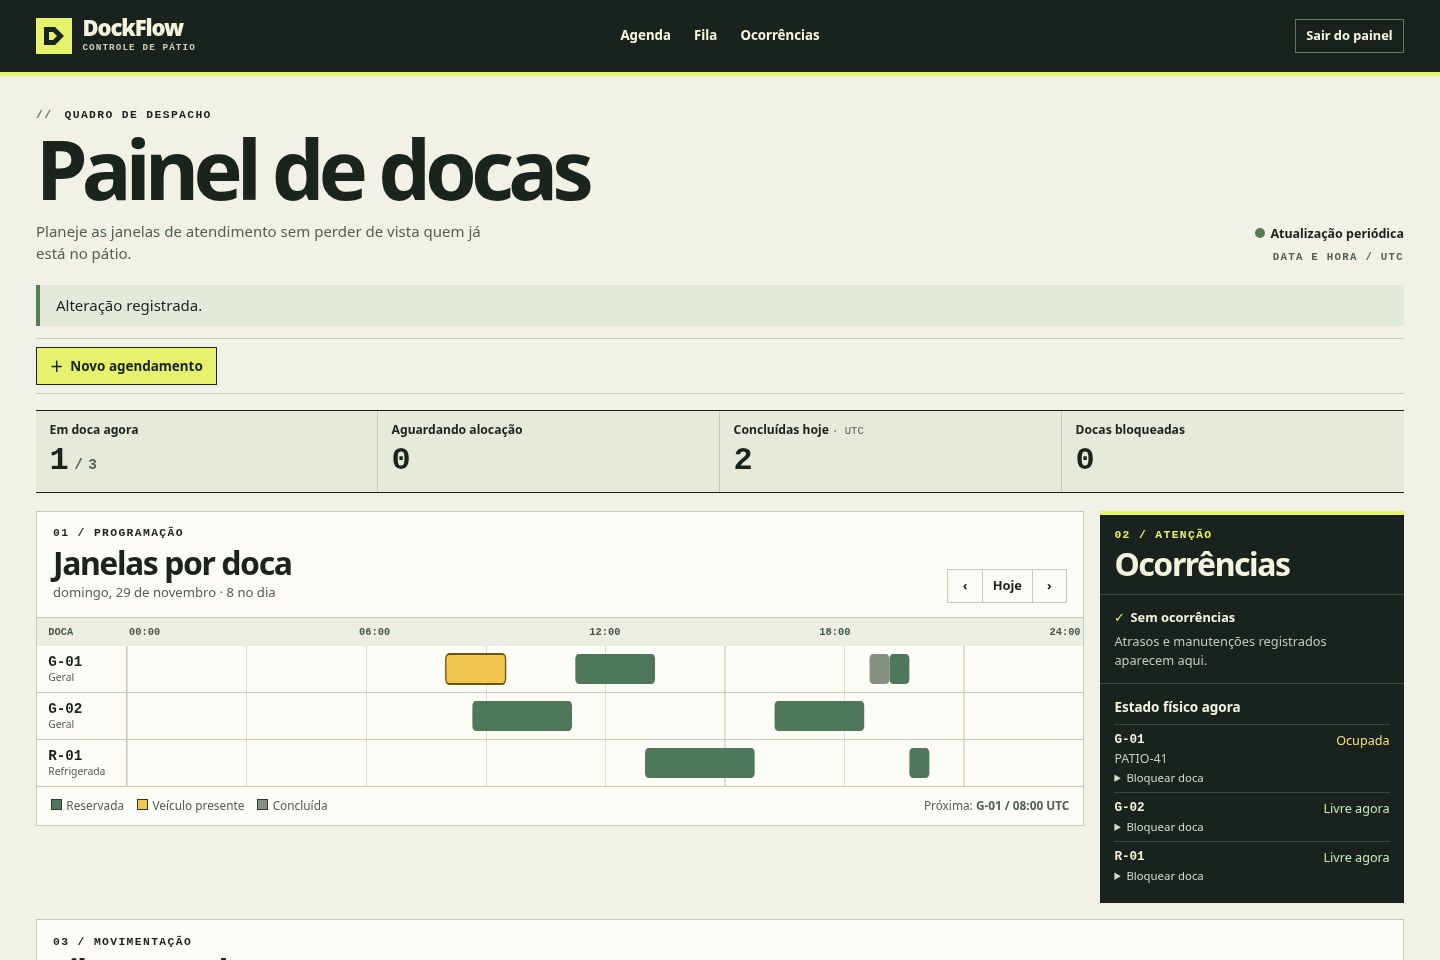 DockFlow
CONTROLE DE PÁTIO
Agenda
Fila
Ocorrências
Sair do painel
// QUADRO DE DESPACHO
Painel de docas
Planeje as janelas de atendimento sem perder de vista quem já
está no pátio.
Atualização periódica
DATA E HORA / UTC
Alteração registrada.
+ Novo agendamento
Em doca agora
1 / 3
Aguardando alocação
0
Concluídas hoje · UTC
2
Docas bloqueadas
0
01 / PROGRAMAÇÃO
Janelas por doca
domingo, 29 de novembro · 8 no dia
‹ Hoje ›
DOCA 00:00 06:00 12:00 18:00 24:00
G-01
Geral
G-02
Geral
R-01
Refrigerada
Reservada Veículo presente Concluída
Próxima: G-01 / 08:00 UTC
02 / ATENÇÃO
Ocorrências
✓ Sem ocorrências
Atrasos e manutenções registrados
aparecem aqui.
Estado físico agora
G-01 Ocupada
PATIO-41
▶ Bloquear doca
G-02 Livre agora
▶ Bloquear doca
R-01 Livre agora
▶ Bloquear doca
03 / MOVIMENTAÇÃO